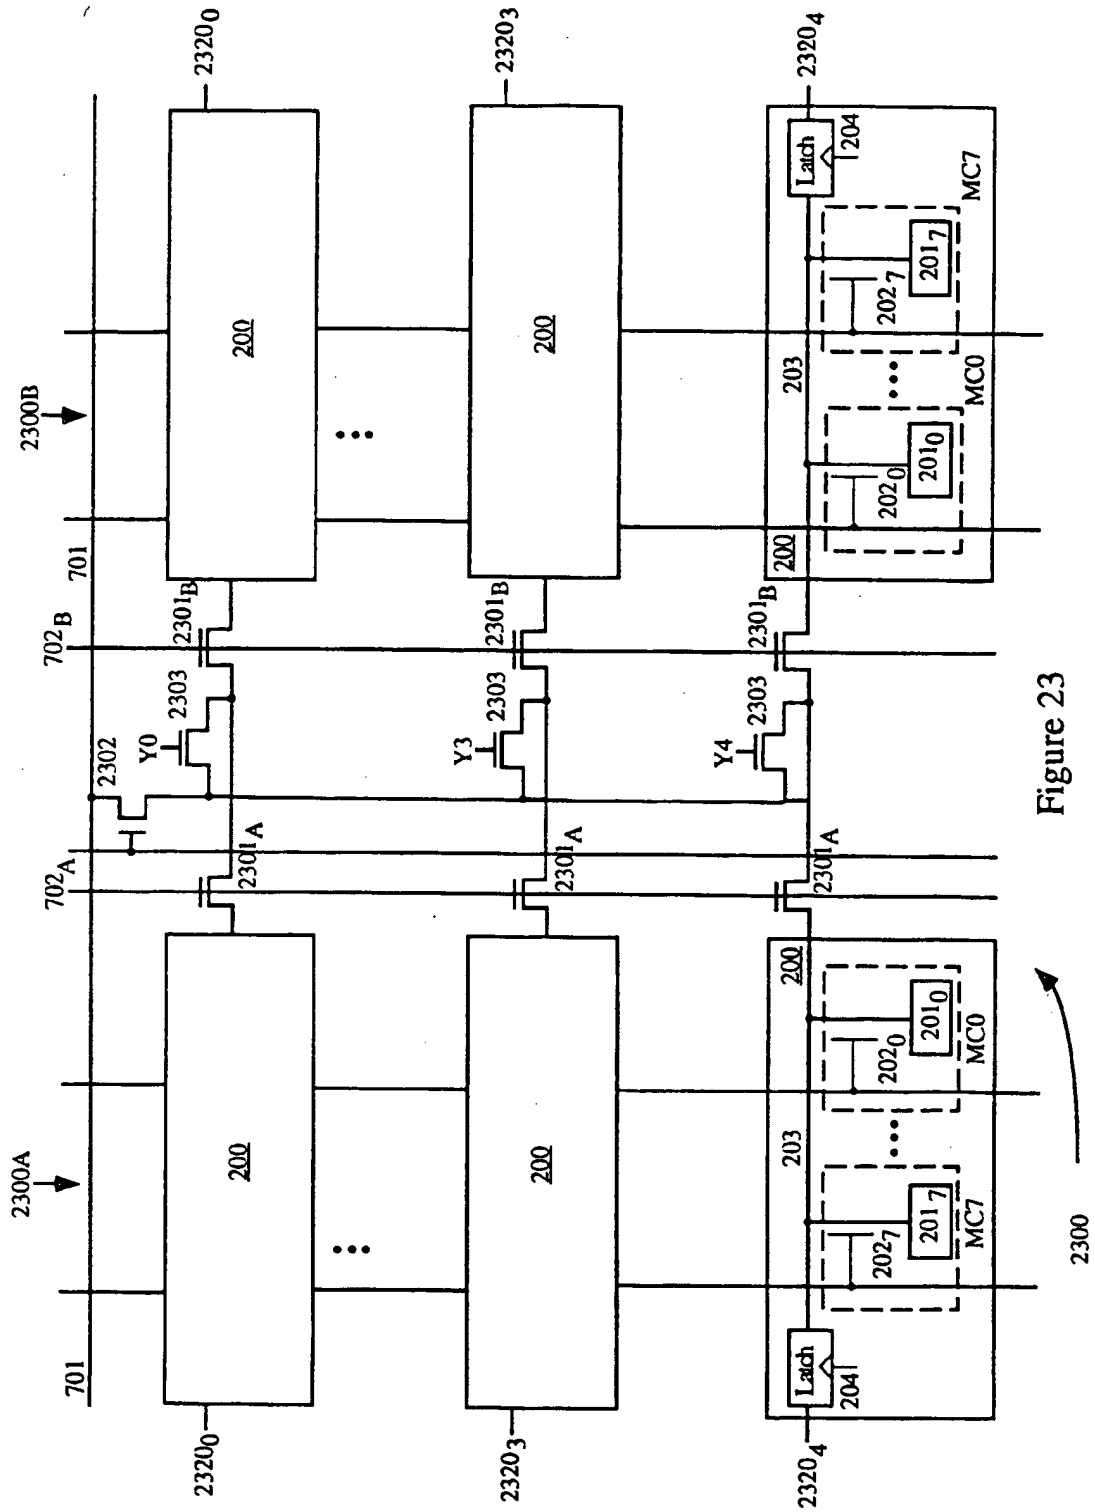 2300A
2300B
701
702A
702B
701
2302
2320₀
200
2301A
Y0
2303
2301B
200
2320₀
2320₃
200
2301A
Y3
2303
2301B
200
2320₃
2320₄
Latch
204
203
200
2301A
Y4
2303
2301B
200
203
Latch
204
2320₄
202₇
201₇
MC7
202₀
201₀
MC0
202₀
201₀
MC0
202₇
201₇
MC7
2300
Figure 23